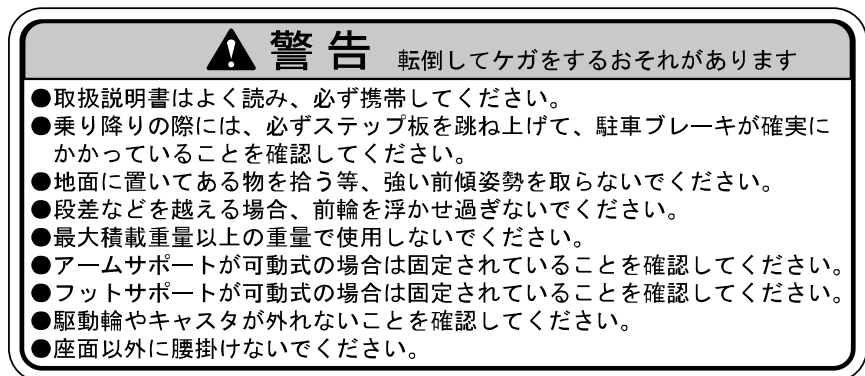 警告 転倒してケガをするおそれがあります
●取扱説明書はよく読み、必ず携帯してください。
●乗り降りの際には、必ずステップ板を跳ね上げて、駐車ブレーキが確実に
かかっていることを確認してください。
●地面に置いてある物を拾う等、強い前傾姿勢を取らないでください。
●段差などを越える場合、前輪を浮かせ過ぎないでください。
●最大積載重量以上の重量で使用しないでください。
●アームサポートが可動式の場合は固定されていることを確認してください。
●フットサポートが可動式の場合は固定されていることを確認してください。
●駆動輪やキャスタが外れないことを確認してください。
●座面以外に腰掛けないでください。